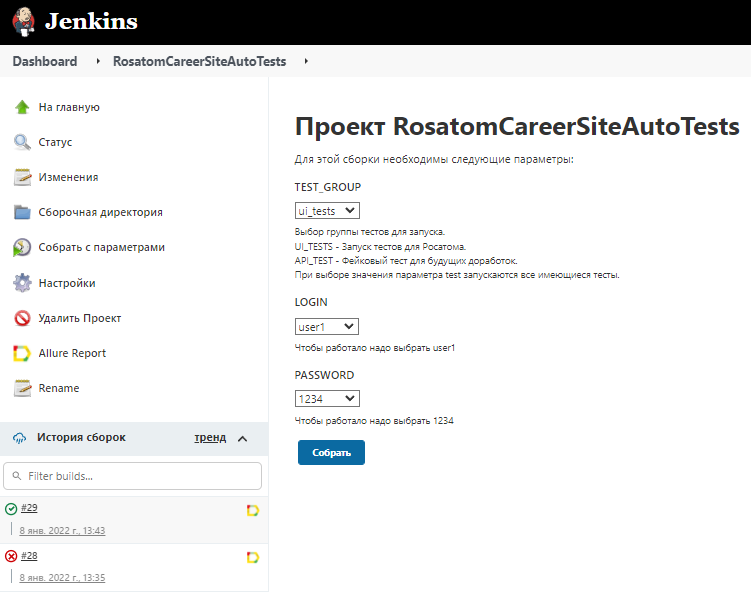 Jenkins
Dashboard
RosatomCareerSiteAutoTests
На главную
Статус
Изменения
Сборочная директория
Собрать с параметрами
Настройки
Удалить Проект
Allure Report
Rename
История сборок
тренд
Filter builds...
#29
8 янв. 2022 г., 13:43
#28
8 янв. 2022 г., 13:35
Проект RosatomCareerSiteAutoTests
Для этой сборки необходимы следующие параметры:
TEST_GROUP
ui_tests
Выбор группы тестов для запуска.
UI_TESTS - Запуск тестов для Росатома.
API_TEST - Фейковый тест для будущих доработок.
При выборе значения параметра test запускаются все имеющиеся тесты.
LOGIN
user1
Чтобы работало надо выбрать user1
PASSWORD
1234
Чтобы работало надо выбрать 1234
Собрать